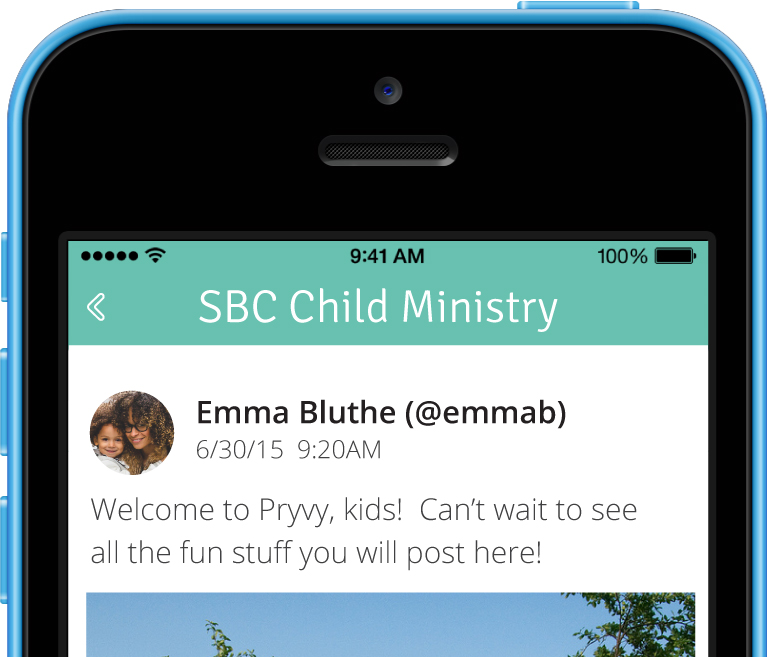 9:41 AM 100%
SBC Child Ministry
Emma Bluthe (@emmab)
6/30/15 9:20AM
Welcome to Pryvy, kids! Can’t wait to see
all the fun stuff you will post here!